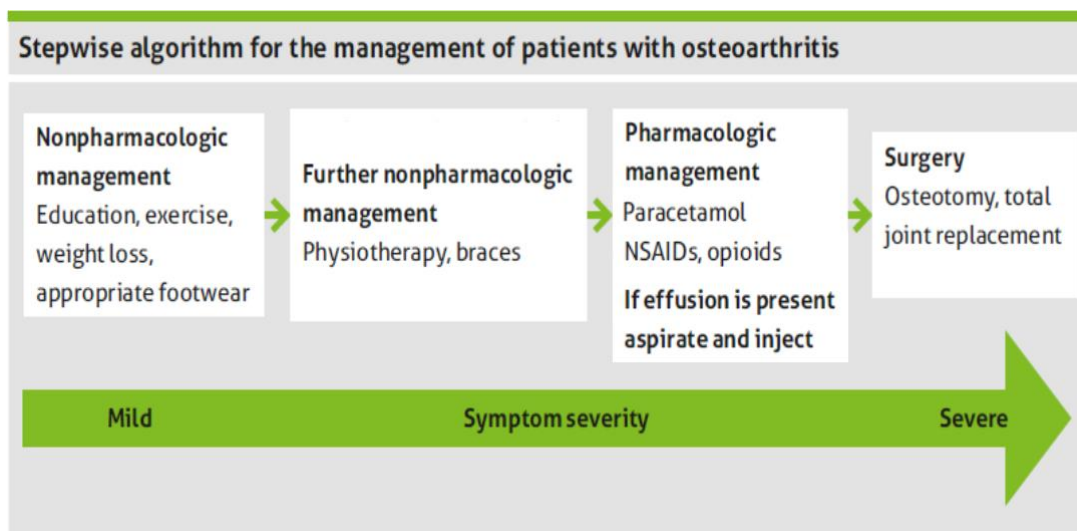 Stepwise algorithm for the management of patients with osteoarthritis
Nonpharmacologic
management
Education, exercise,
weight loss,
appropriate footwear
Further nonpharmacologic
management
Physiotherapy, braces
Pharmacologic
management
Paracetamol
NSAIDs, opioids
If effusion is present
aspirate and inject
Surgery
Osteotomy, total
joint replacement
Mild
Symptom severity
Severe